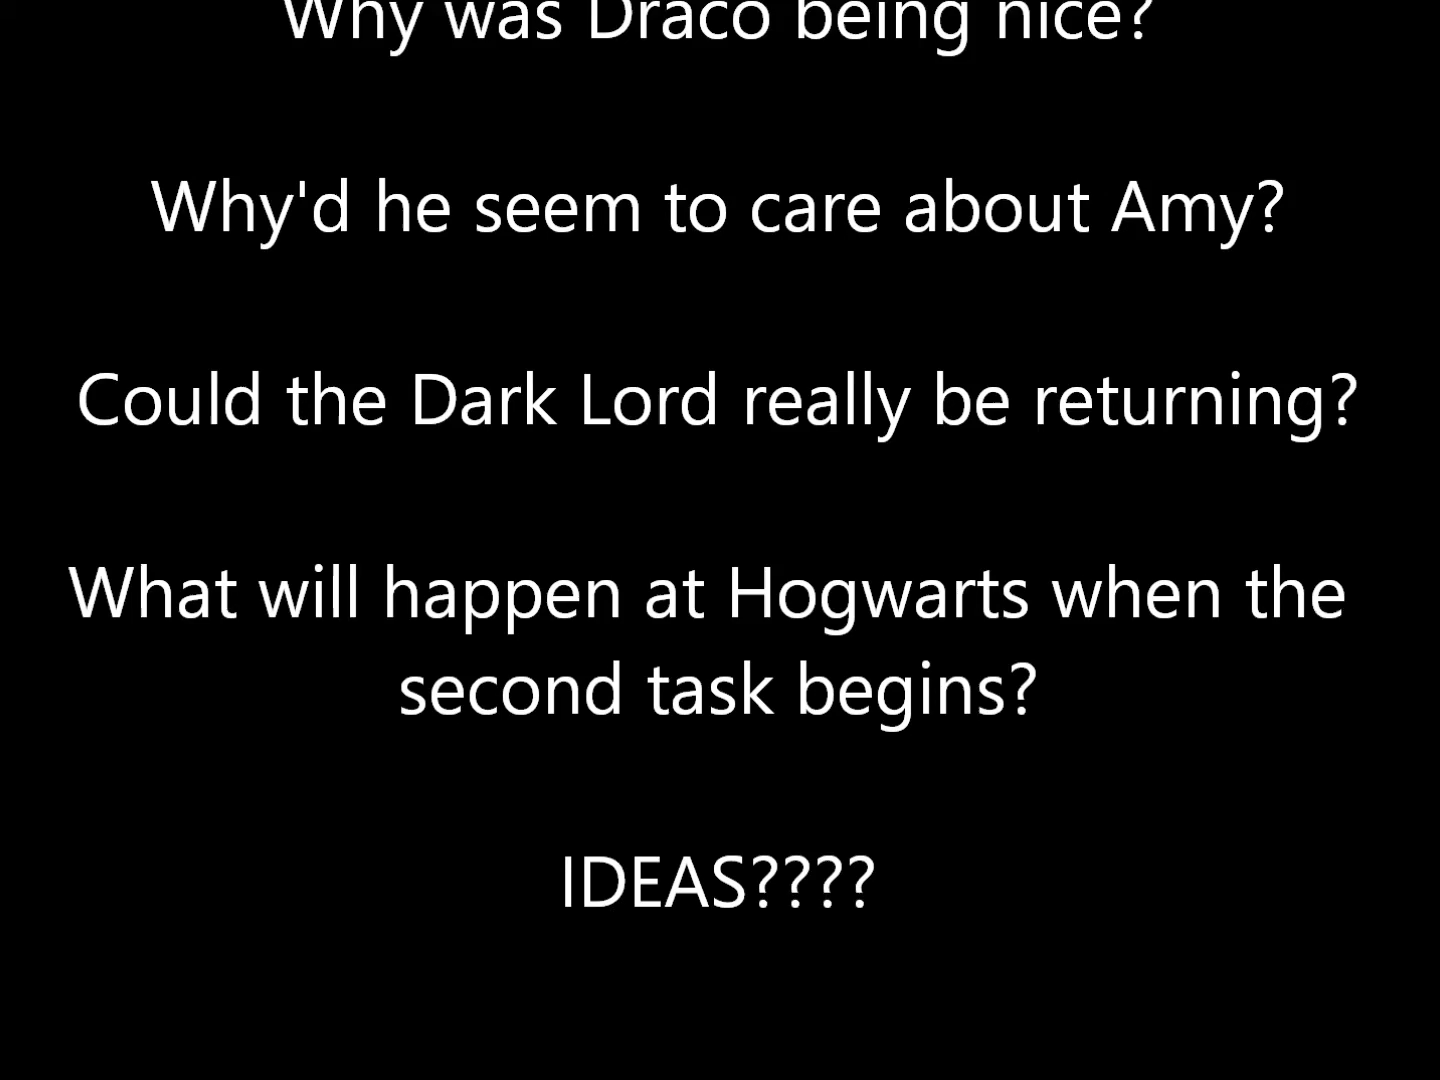 Why was Draco being nice?
Why'd he seem to care about Amy?
Could the Dark Lord really be returning?
What will happen at Hogwarts when the
second task begins?
IDEAS????